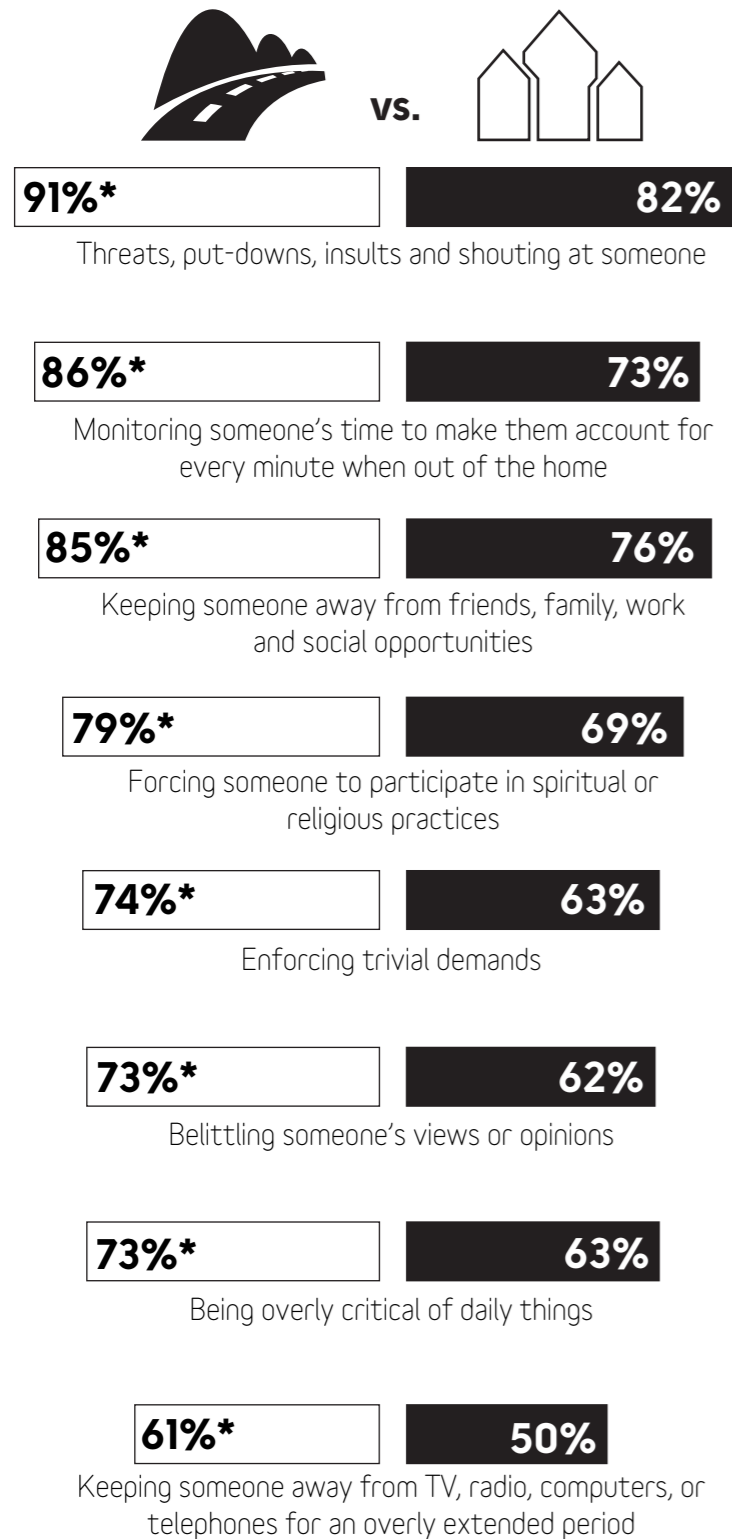 vs.
91%* 82%
Threats, put-downs, insults and shouting at someone
86%* 73%
Monitoring someone's time to make them account for
every minute when out of the home
85%* 76%
Keeping someone away from friends, family, work
and social opportunities
79%* 69%
Forcing someone to participate in spiritual or
religious practices
74%* 63%
Enforcing trivial demands
73%* 62%
Belittling someone's views or opinions
73%* 63%
Being overly critical of daily things
61%* 50%
Keeping someone away from TV, radio, computers, or
telephones for an overly extended period